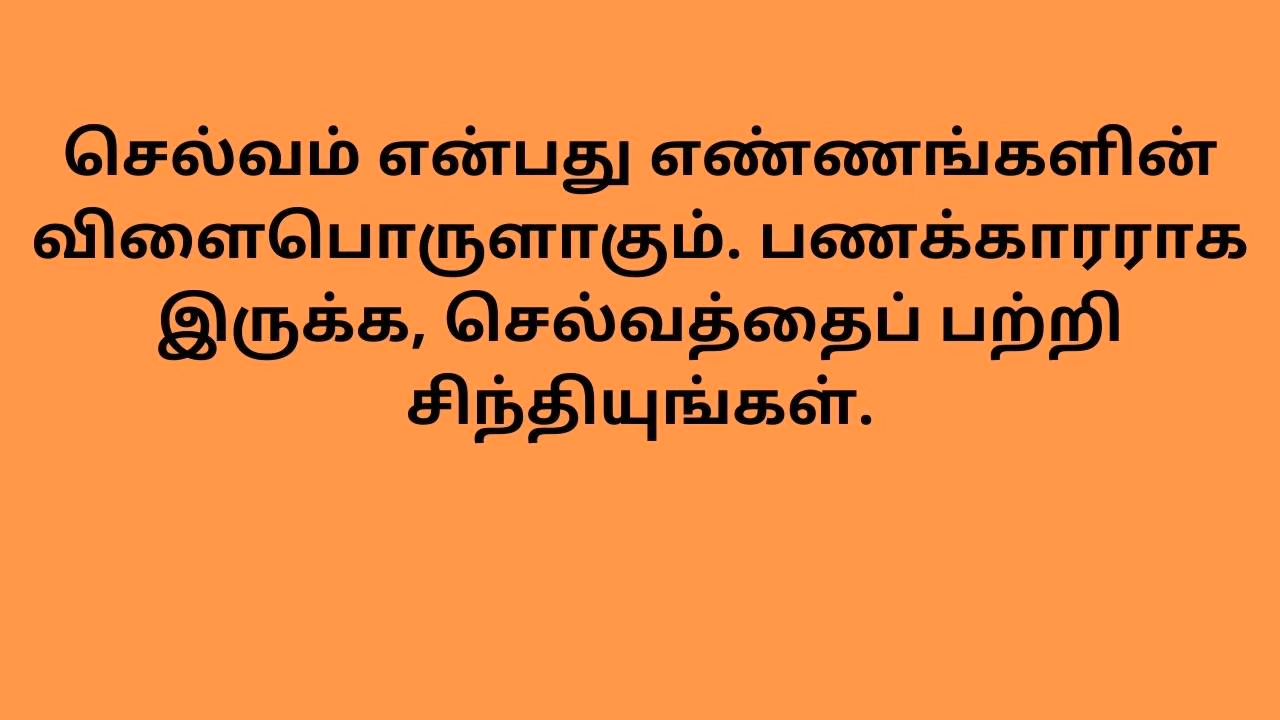 செல்வம் என்பது எண்ணங்களின்
விளைபொருளாகும். பணக்காரராக
இருக்க, செல்வத்தைப் பற்றி
சிந்தியுங்கள்.